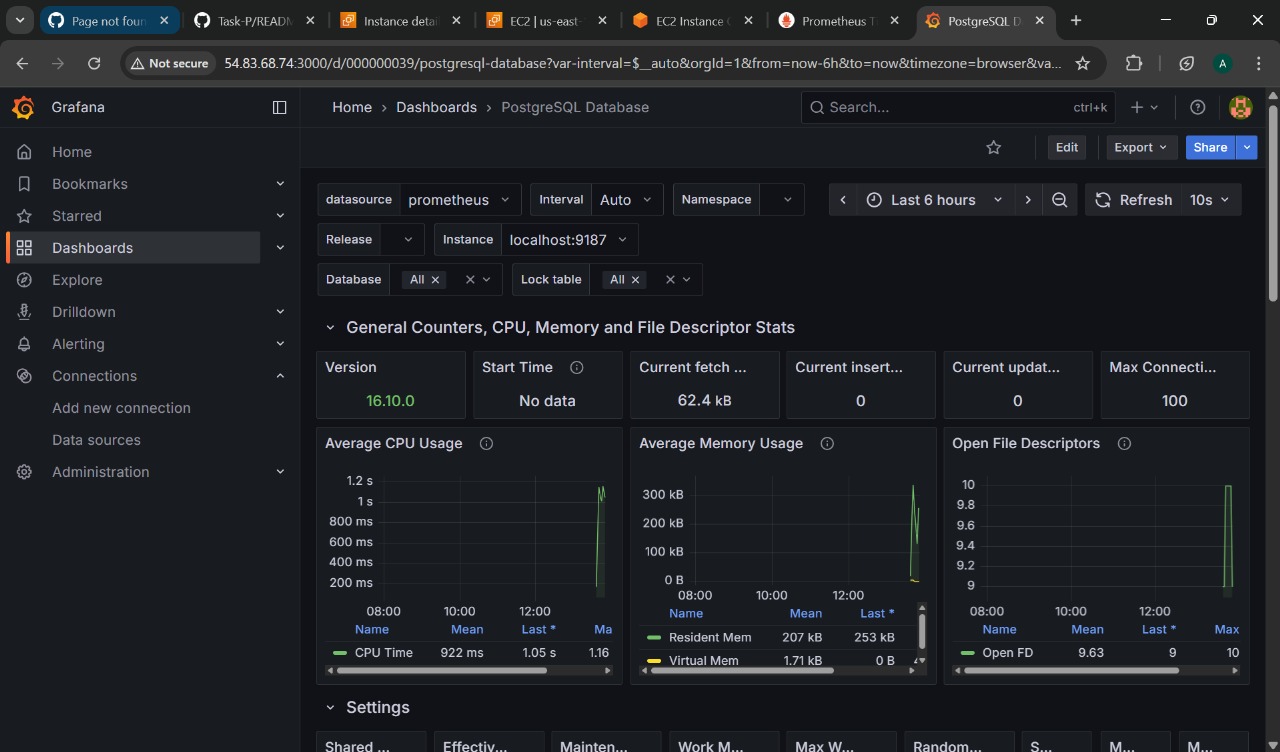 Page not foun
Task-P/READM
Instance detai
EC2 | us-east-
EC2 Instance C
Prometheus Ti
PostgreSQL D
Not secure
54.83.68.74:3000/d/000000039/postgresql-database?var-interval=$__auto&orgId=1&from=now-6h&to=now&timezone=browser&va...
A
Grafana
Home › Dashboards › PostgreSQL Database
Search...
ctrl+k
Home
Bookmarks
Starred
Dashboards
Explore
Drilldown
Alerting
Connections
Add new connection
Data sources
Administration
Edit
Export
Share
datasource prometheus
Interval Auto
Namespace
Last 6 hours
Refresh 10s
Release
Instance localhost:9187
Database All
Lock table All
General Counters, CPU, Memory and File Descriptor Stats
Version
16.10.0
Start Time
No data
Current fetch ...
62.4 kB
Current insert...
0
Current updat...
0
Max Connecti...
100
Average CPU Usage
1.2 s
1 s
800 ms
600 ms
400 ms
200 ms
08:00 10:00 12:00
Name Mean Last * Ma
CPU Time 922 ms 1.05 s 1.16
Average Memory Usage
300 kB
200 kB
100 kB
0 B
08:00 10:00 12:00
Name Mean Last *
Resident Mem 207 kB 253 kB
Virtual Mem 1.71 kB 0 B
Open File Descriptors
10
9.8
9.6
9.4
9.2
9
08:00 10:00 12:00
Name Mean Last * Max
Open FD 9.63 9 10
Settings
Shared ...
Effectiv...
Mainten...
Work M...
Max W...
Random...
S...
M...
M...